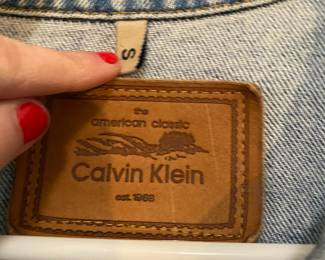 S
the
american classic
Calvin Klein
est. 1968